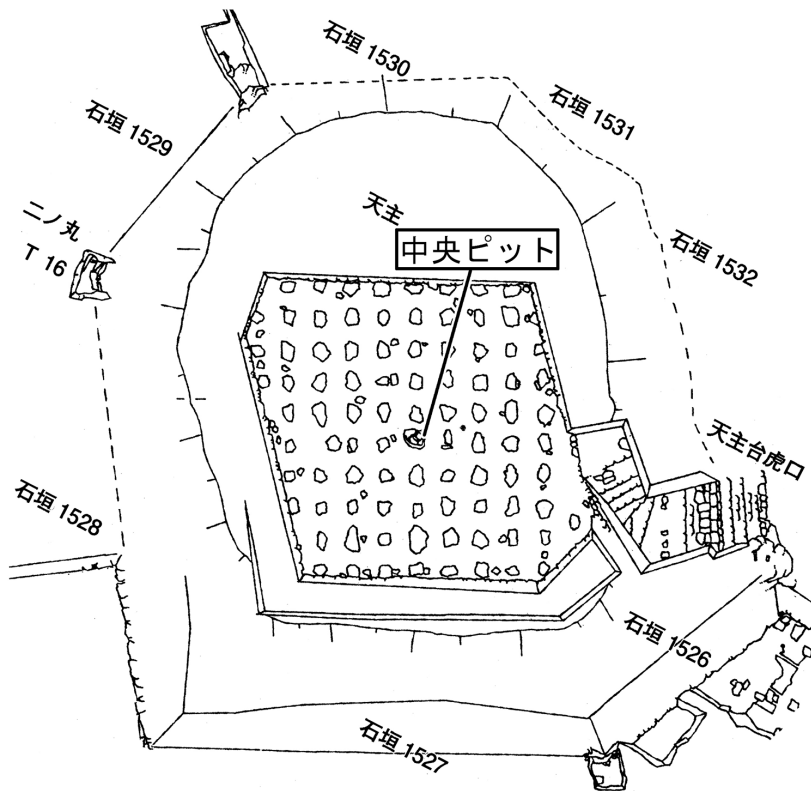 石垣 1530
石垣 1531
石垣 1529
二ノ丸
T 16
天主
中央ピット
石垣 1532
天主台虎口
石垣 1528
石垣 1526
石垣 1527